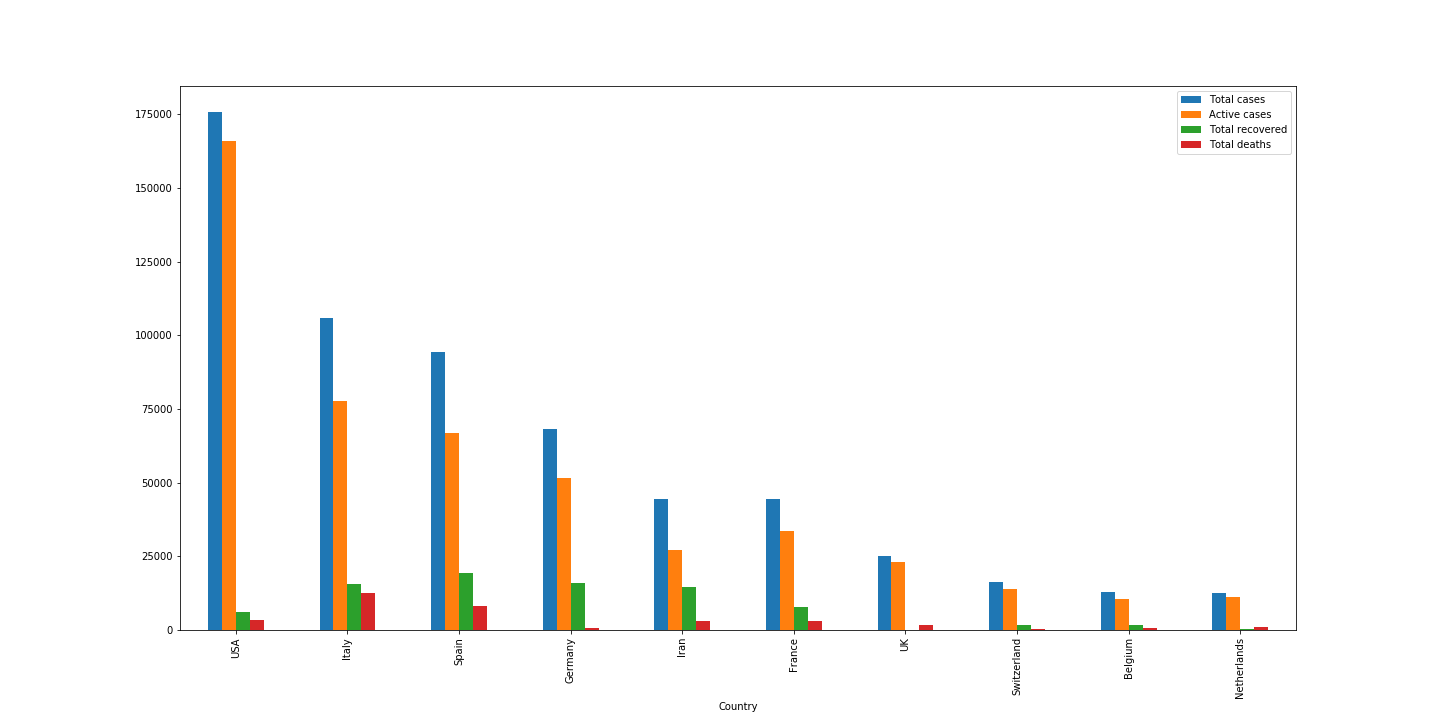 175000
150000
125000
100000
75000
50000
25000
0
Total cases
Active cases
Total recovered
Total deaths
USA
Italy
Spain
Germany
Iran
France
UK
Switzerland
Belgium
Netherlands
Country